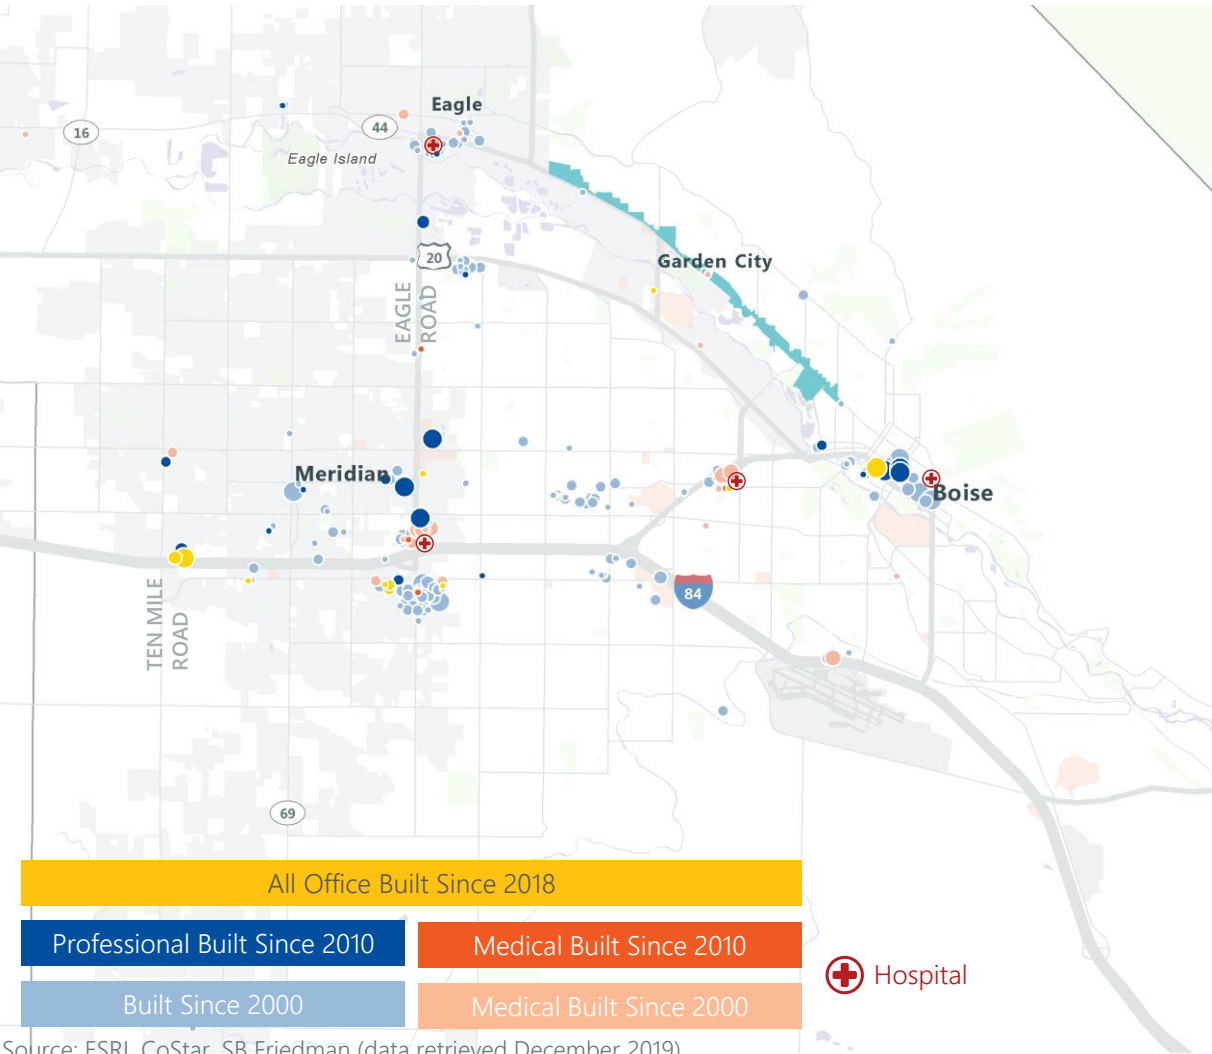 Eagle
16
44
Eagle Island
20
Garden City
EAGLE
ROAD
Meridian
Boise
84
TEN MILE
ROAD
69
All Office Built Since 2018
Professional Built Since 2010
Medical Built Since 2010
Hospital
Built Since 2000
Medical Built Since 2000
Source: ESRI, CoStar, SB Friedman (data retrieved December 2019)